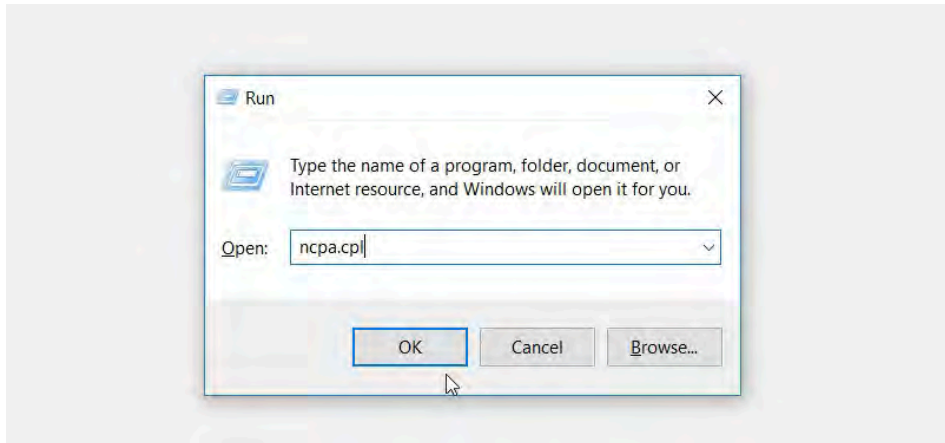 Run
Type the name of a program, folder, document, or
Internet resource, and Windows will open it for you.
Open: ncpa.cpl
OK Cancel Browse...